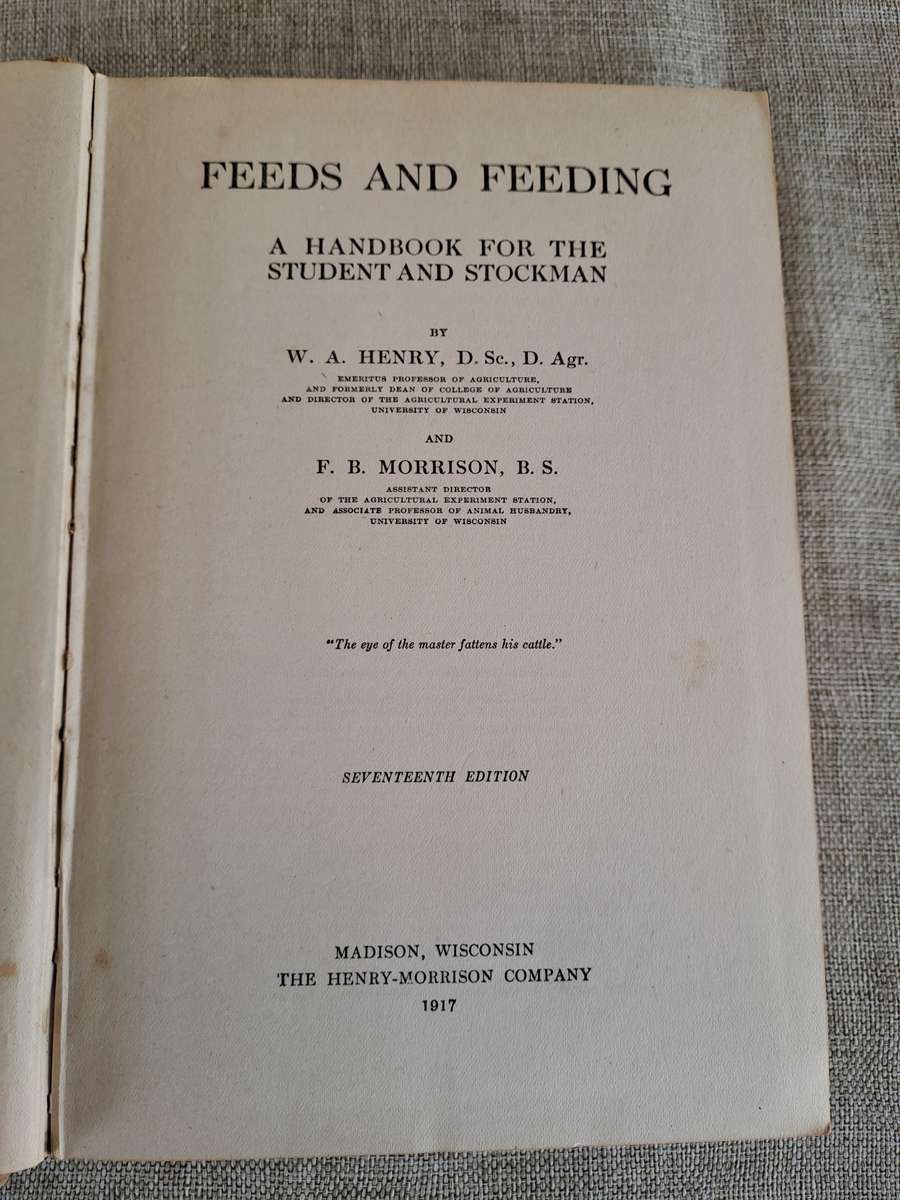 FEEDS AND FEEDING
A HANDBOOK FOR THE
STUDENT AND STOCKMAN
BY
W. A. HENRY, D. Sc., D. Agr.
EMERITUS PROFESSOR OF AGRICULTURE,
AND FORMERLY DEAN OF COLLEGE OF AGRICULTURE
AND DIRECTOR OF THE AGRICULTURAL EXPERIMENT STATION,
UNIVERSITY OF WISCONSIN
AND
F. B. MORRISON, B. S.
ASSISTANT DIRECTOR
OF THE AGRICULTURAL EXPERIMENT STATION,
AND ASSOCIATE PROFESSOR OF ANIMAL HUSBANDRY,
UNIVERSITY OF WISCONSIN
"The eye of the master fattens his cattle."
SEVENTEENTH EDITION
MADISON, WISCONSIN
THE HENRY-MORRISON COMPANY
1917